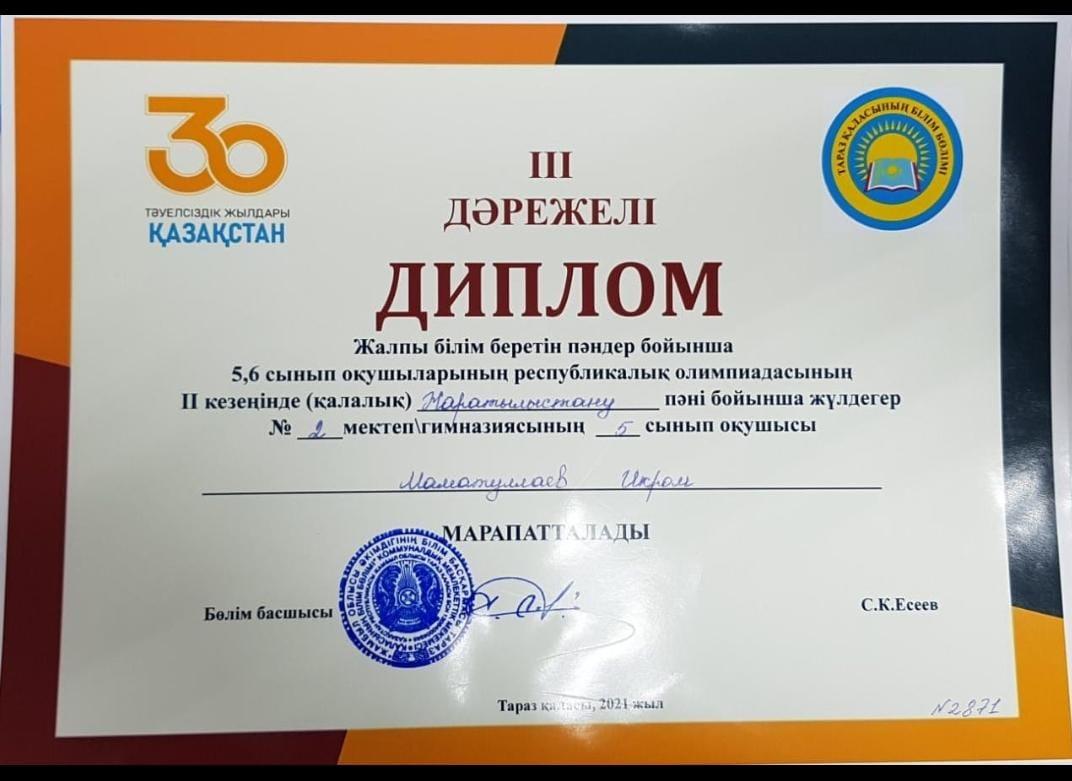 30
ТӘУЕЛСІЗДІК ЖЫЛДАРЫ
ҚАЗАҚСТАН
ТАРАЗ ҚАЛАСЫНЫҢ БІЛІМ БӨЛІМІ
III
ДӘРЕЖЕЛІ
ДИПЛОМ
Жалпы білім беретін пәндер бойынша
5,6 сынып оқушыларының республикалық олимпиадасының
II кезеңінде (қалалық) Жаратылыстану пәні бойынша жүлдегер
№ 2 мектеп\гимназиясының 5 сынып оқушысы
Маматуллаев Икром
МАРАПАТТАЛАДЫ
Бөлім басшысы
С.К.Есеев
Тараз қаласы, 2021 жыл
N2871